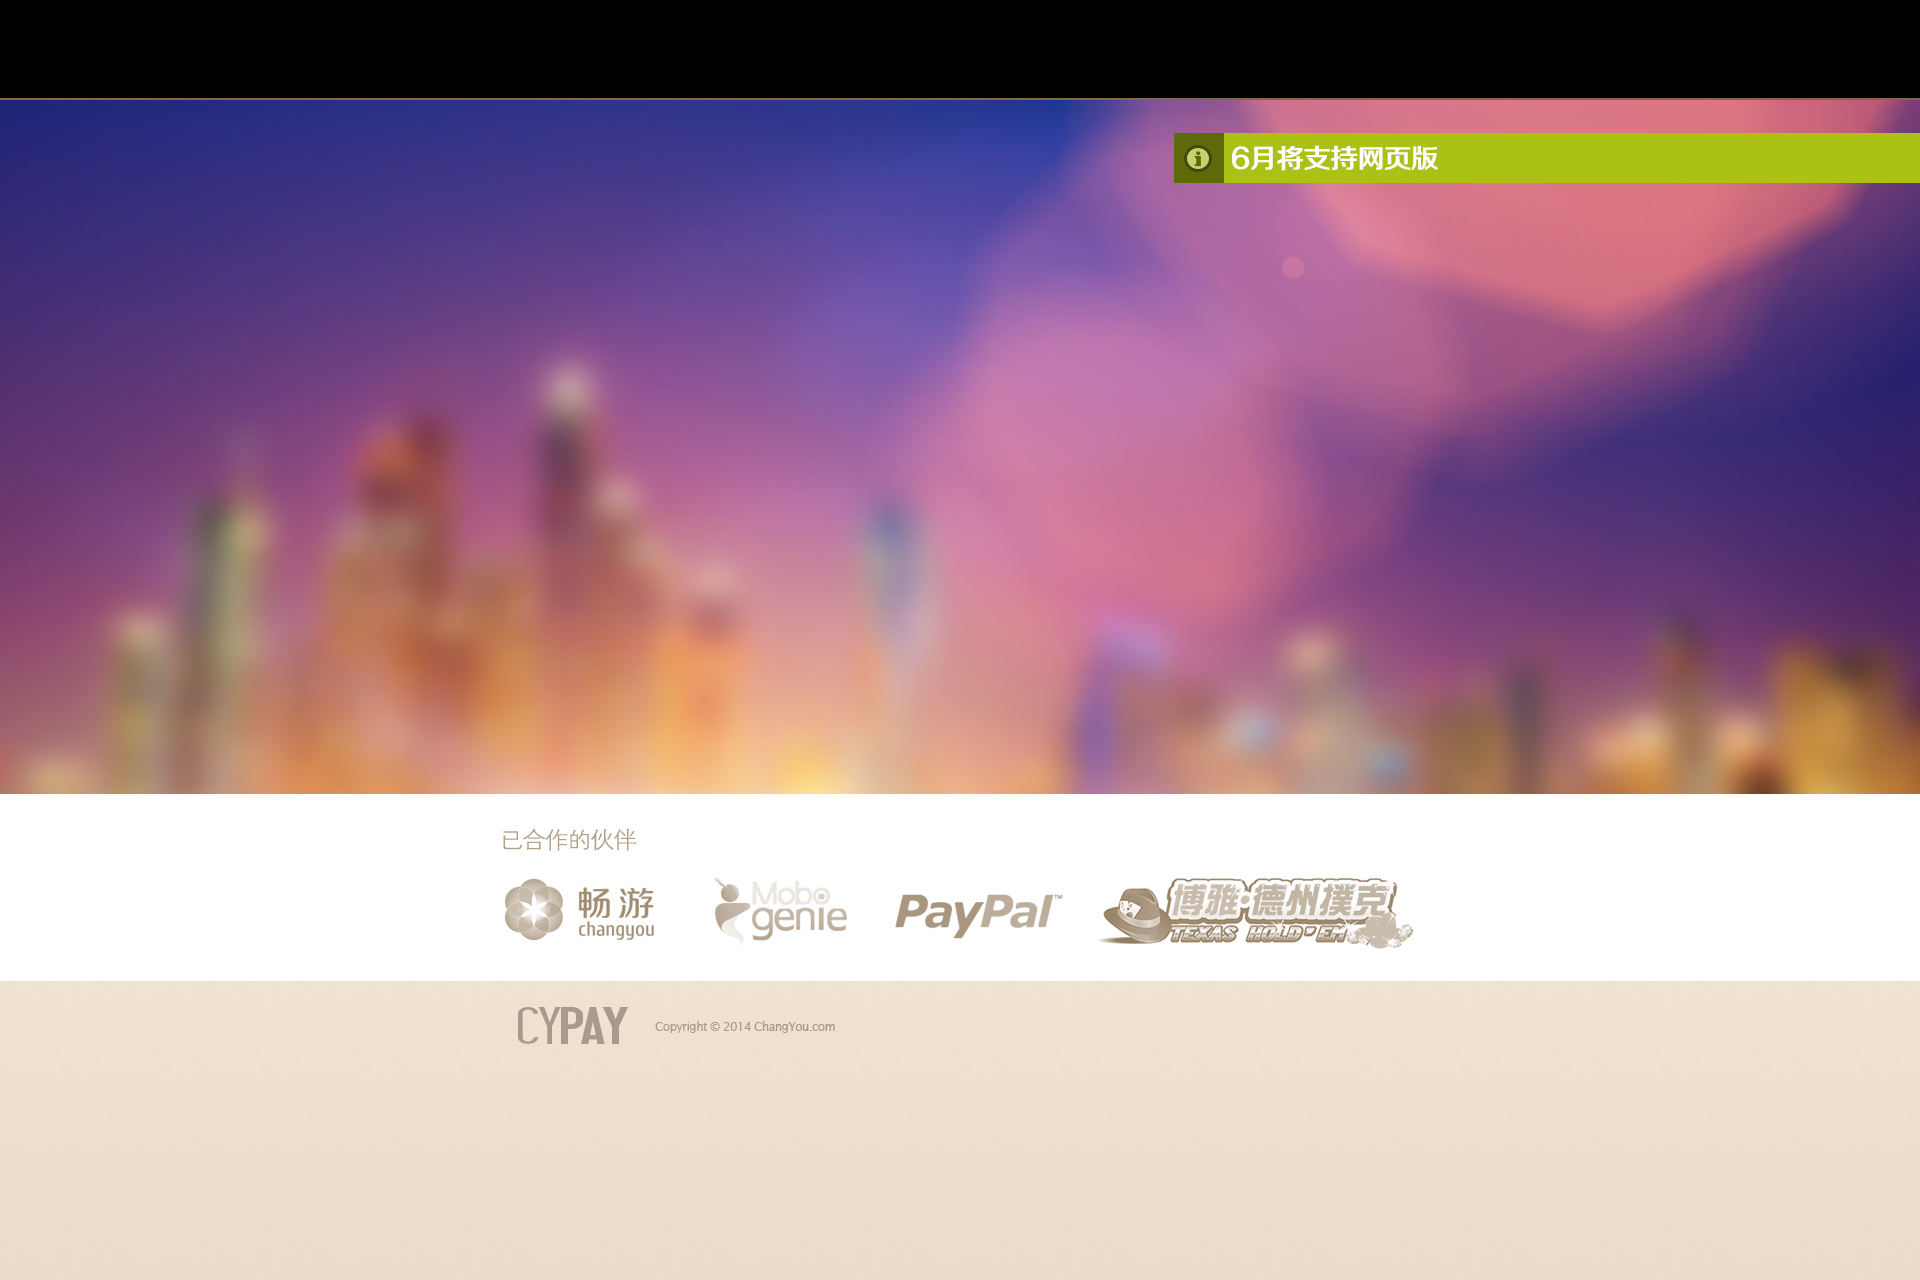 6月将支持网页版
已合作的伙伴
畅游
changyou
Mobo
genie
PayPal™
博雅·德州撲克
TEXAS HOLD'EM
CYPAY
Copyright © 2014 ChangYou.com